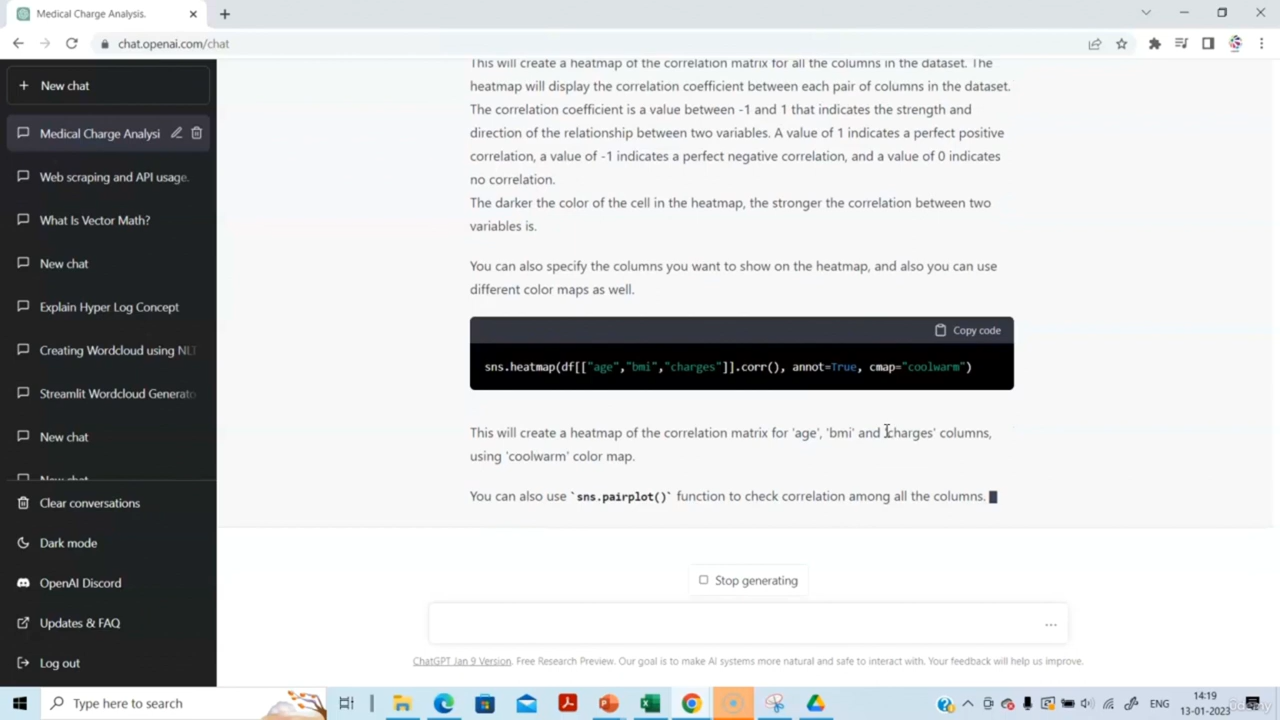 Medical Charge Analysis.
chat.openai.com/chat
New chat
Medical Charge Analysi
Web scraping and API usage.
What Is Vector Math?
New chat
Explain Hyper Log Concept
Creating Wordcloud using NLT
Streamlit Wordcloud Generato
New chat
New chat
Clear conversations
Dark mode
OpenAI Discord
Updates & FAQ
Log out
This will create a heatmap of the correlation matrix for all the columns in the dataset. The
heatmap will display the correlation coefficient between each pair of columns in the dataset.
The correlation coefficient is a value between -1 and 1 that indicates the strength and
direction of the relationship between two variables. A value of 1 indicates a perfect positive
correlation, a value of -1 indicates a perfect negative correlation, and a value of 0 indicates
no correlation.
The darker the color of the cell in the heatmap, the stronger the correlation between two
variables is.
You can also specify the columns you want to show on the heatmap, and also you can use
different color maps as well.
Copy code
sns.heatmap(df[["age","bmi","charges"]].corr(), annot=True, cmap="coolwarm")
This will create a heatmap of the correlation matrix for 'age', 'bmi' and 'charges' columns,
using 'coolwarm' color map.
You can also use `sns.pairplot()` function to check correlation among all the columns.
Stop generating
ChatGPT Jan 9 Version. Free Research Preview. Our goal is to make AI systems more natural and safe to interact with. Your feedback will help us improve.
Type here to search
ENG
14:19
13-01-2023
Udemy